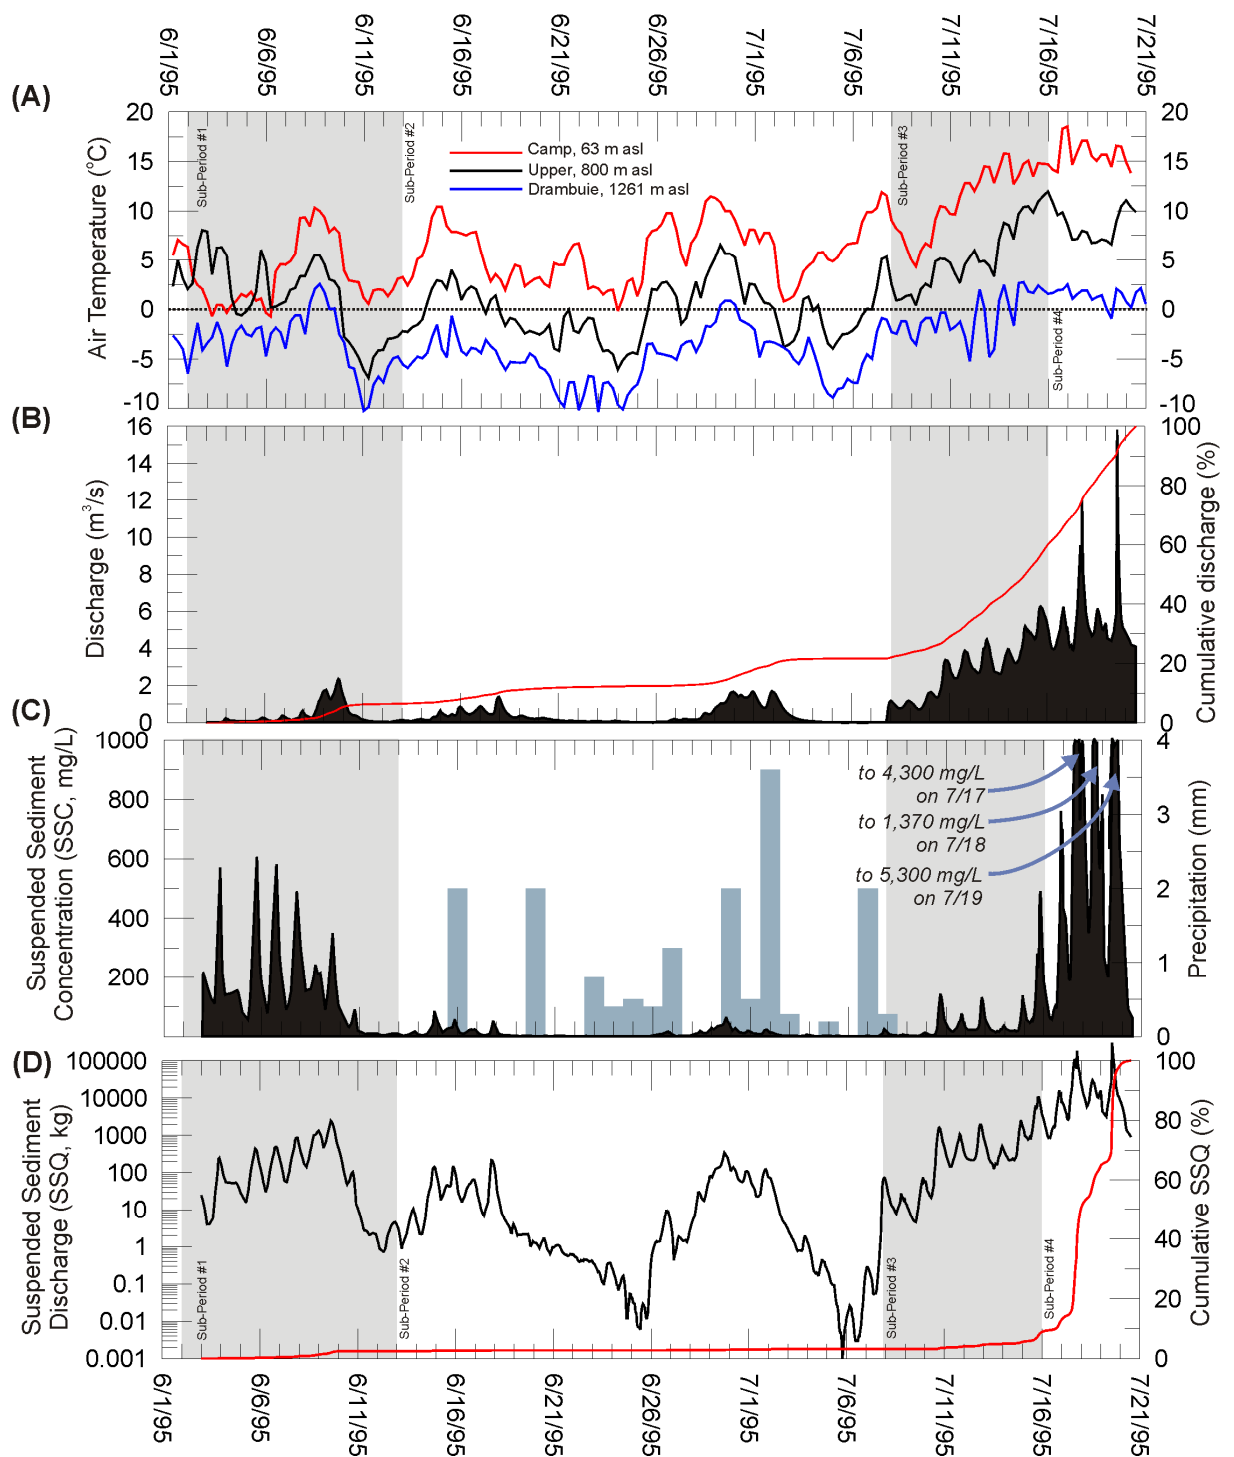 6/1/95
6/6/95
6/11/95
6/16/95
6/21/95
6/26/95
7/1/95
7/6/95
7/11/95
7/16/95
7/21/95
(A)
Air Temperature (°C)
20
15
10
5
0
-5
-10
Sub-Period #1
Sub-Period #2
Camp, 63 m asl
Upper, 800 m asl
Drambuie, 1261 m asl
Sub-Period #3
Sub-Period #4
20
15
10
5
0
-5
-10
(B)
Discharge (m³/s)
16
14
12
10
8
6
4
2
0
100
80
60
40
20
0
Cumulative discharge (%)
(C)
Suspended Sediment
Concentration (SSC, mg/L)
1000
800
600
400
200
to 4,300 mg/L
on 7/17
to 1,370 mg/L
on 7/18
to 5,300 mg/L
on 7/19
4
3
2
1
0
Precipitation (mm)
(D)
Suspended Sediment
Discharge (SSQ, kg)
100000
10000
1000
100
10
1
0.1
0.01
0.001
Sub-Period #1
Sub-Period #2
Sub-Period #3
Sub-Period #4
100
80
60
40
20
0
Cumulative SSQ (%)
6/1/95
6/6/95
6/11/95
6/16/95
6/21/95
6/26/95
7/1/95
7/6/95
7/11/95
7/16/95
7/21/95